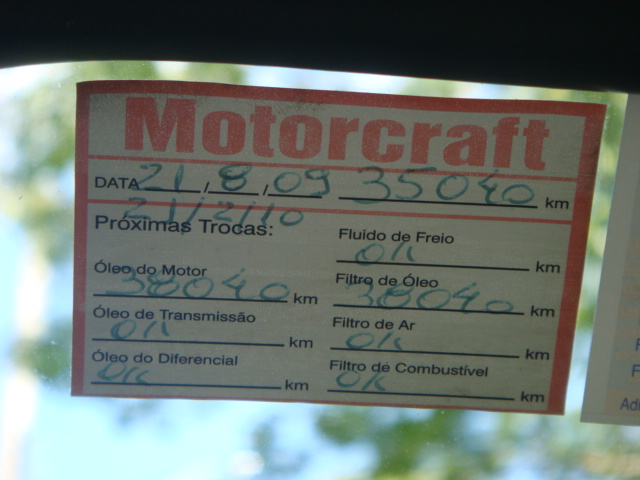 Motorcraft
DATA 21/8/09 35040 km
21/2/10
Próximas Trocas:
Fluido de Freio
ok km
Óleo do Motor
38040 km
Filtro de Óleo
38040 km
Óleo de Transmissão
ok km
Filtro de Ar
ok km
Óleo do Diferencial
ok km
Filtro de Combustível
ok km